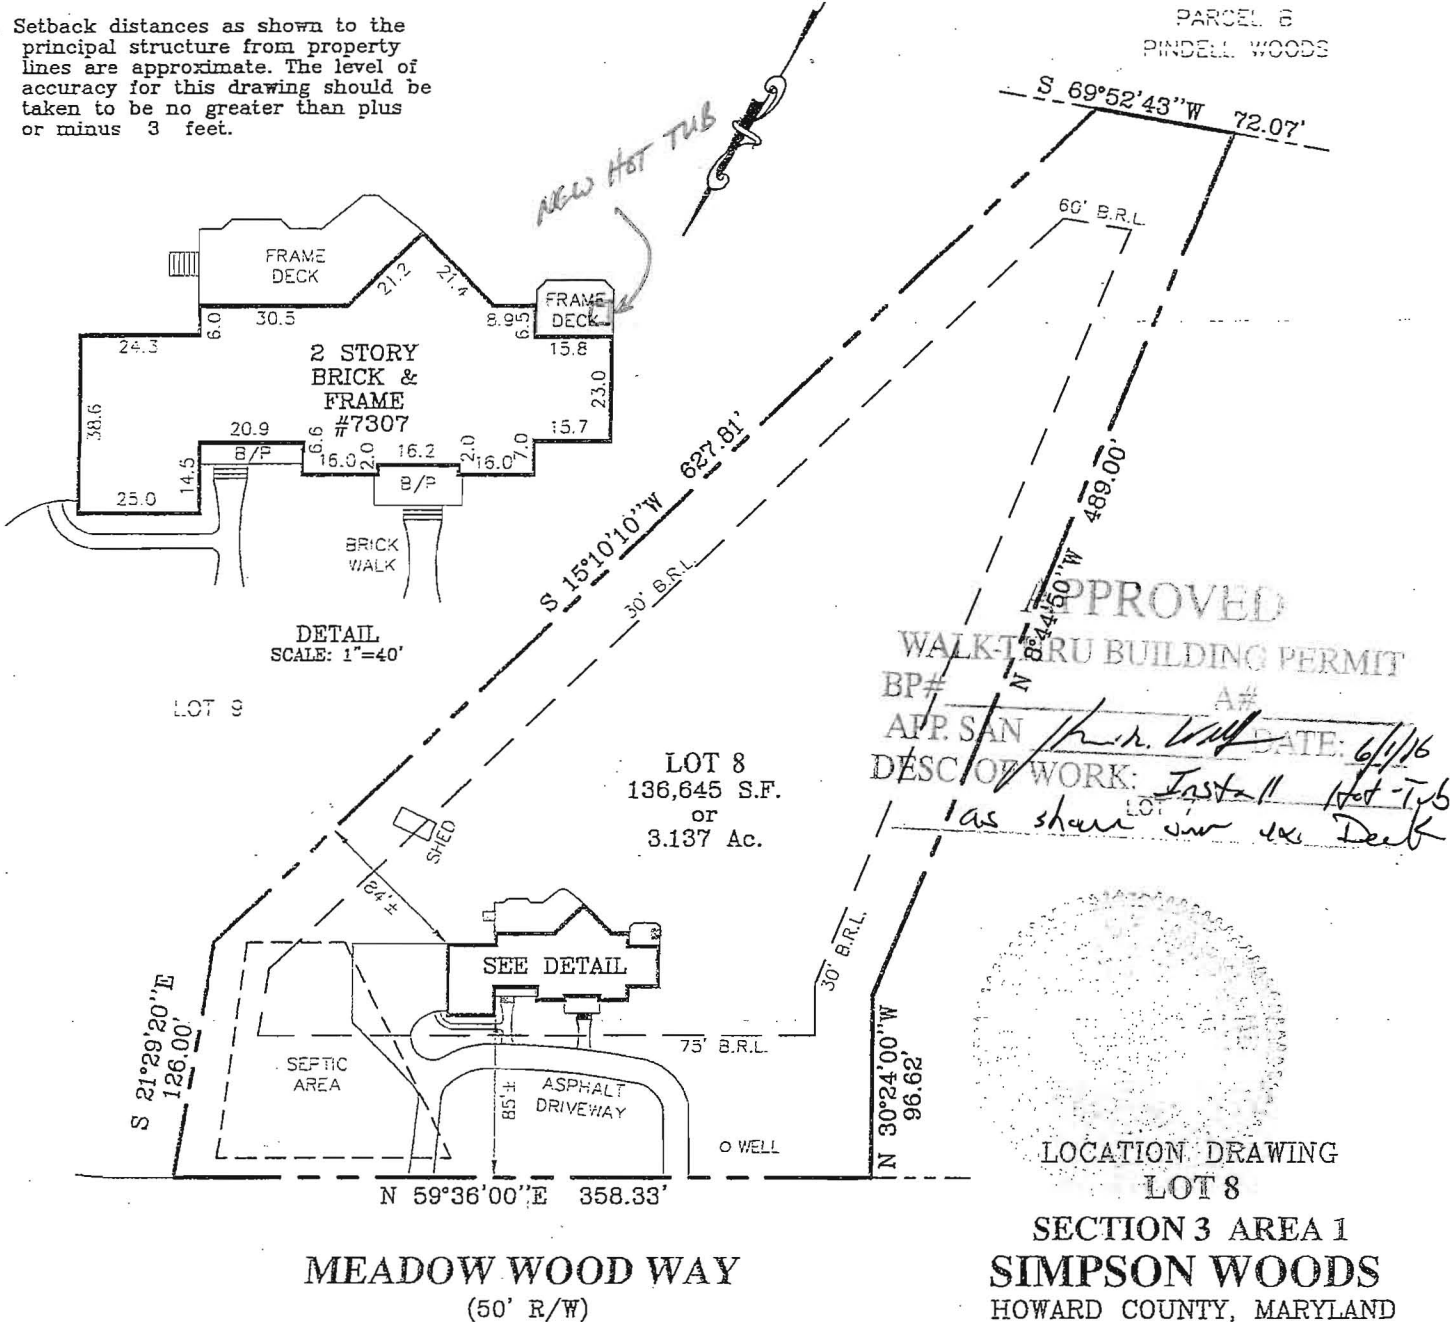 Setback distances as shown to the
principal structure from property
lines are approximate. The level of
accuracy for this drawing should be
taken to be no greater than plus
or minus 3 feet.
PARCEL 6
PINDELL WOODS
S 69°52'43"W 72.07'
NEW HOT TUB
60' B.R.L.
FRAME
DECK
21.2
21.4
FRAME
DECK
6.0
30.5
8.9
6.5
24.3
15.8
2 STORY
BRICK &
FRAME
#7307
38.6
23.0
20.9
B/P
6.6
16.0
2.0
16.2
2.0
16.0
7.0
15.7
B/P
14.5
25.0
BRICK
WALK
DETAIL
SCALE: 1"=40'
S 15°10'10"W 627.81'
30' B.R.L.
N 8°44'50"W 489.00'
APPROVED
WALK-THRU BUILDING PERMIT
BP# A#
APP. SAN DATE: 6/1/16
DESC OF WORK: Install Hot-Tub
LOT 7
as shown Deck
LOT 9
LOT 8
136,645 S.F.
or
3.137 Ac.
SHED
84'±
SEE DETAIL
30' B.R.L.
75' B.R.L.
S 21°29'20"E
126.00'
SEPTIC
AREA
85'±
ASPHALT
DRIVEWAY
WELL
N 30°24'00"W
96.62'
N 59°36'00"E 358.33'
MEADOW WOOD WAY
(50' R/W)
LOCATION DRAWING
LOT 8
SECTION 3 AREA 1
SIMPSON WOODS
HOWARD COUNTY, MARYLAND